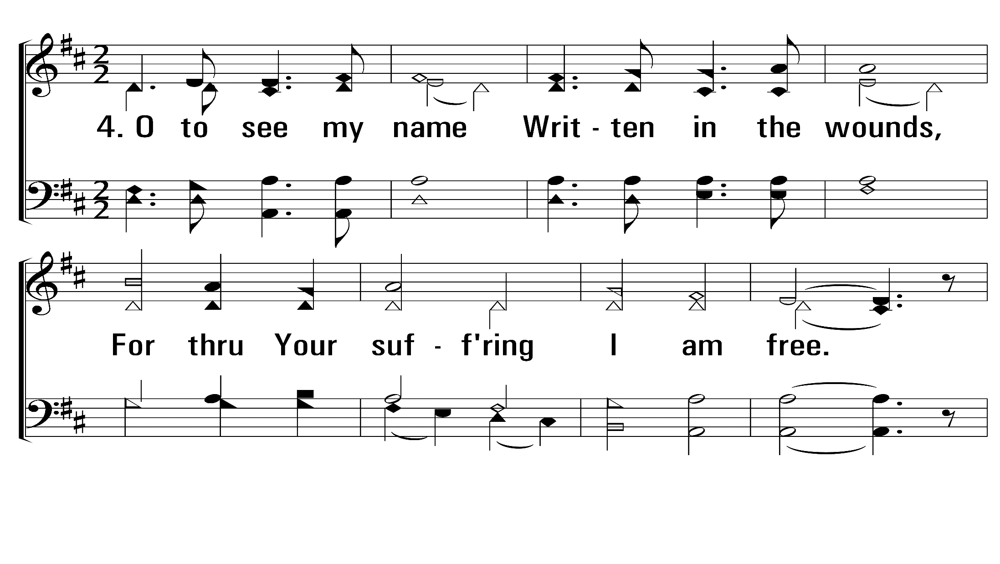 4. O to see my name Writ - ten in the wounds,
For thru Your suf - f'ring I am free.